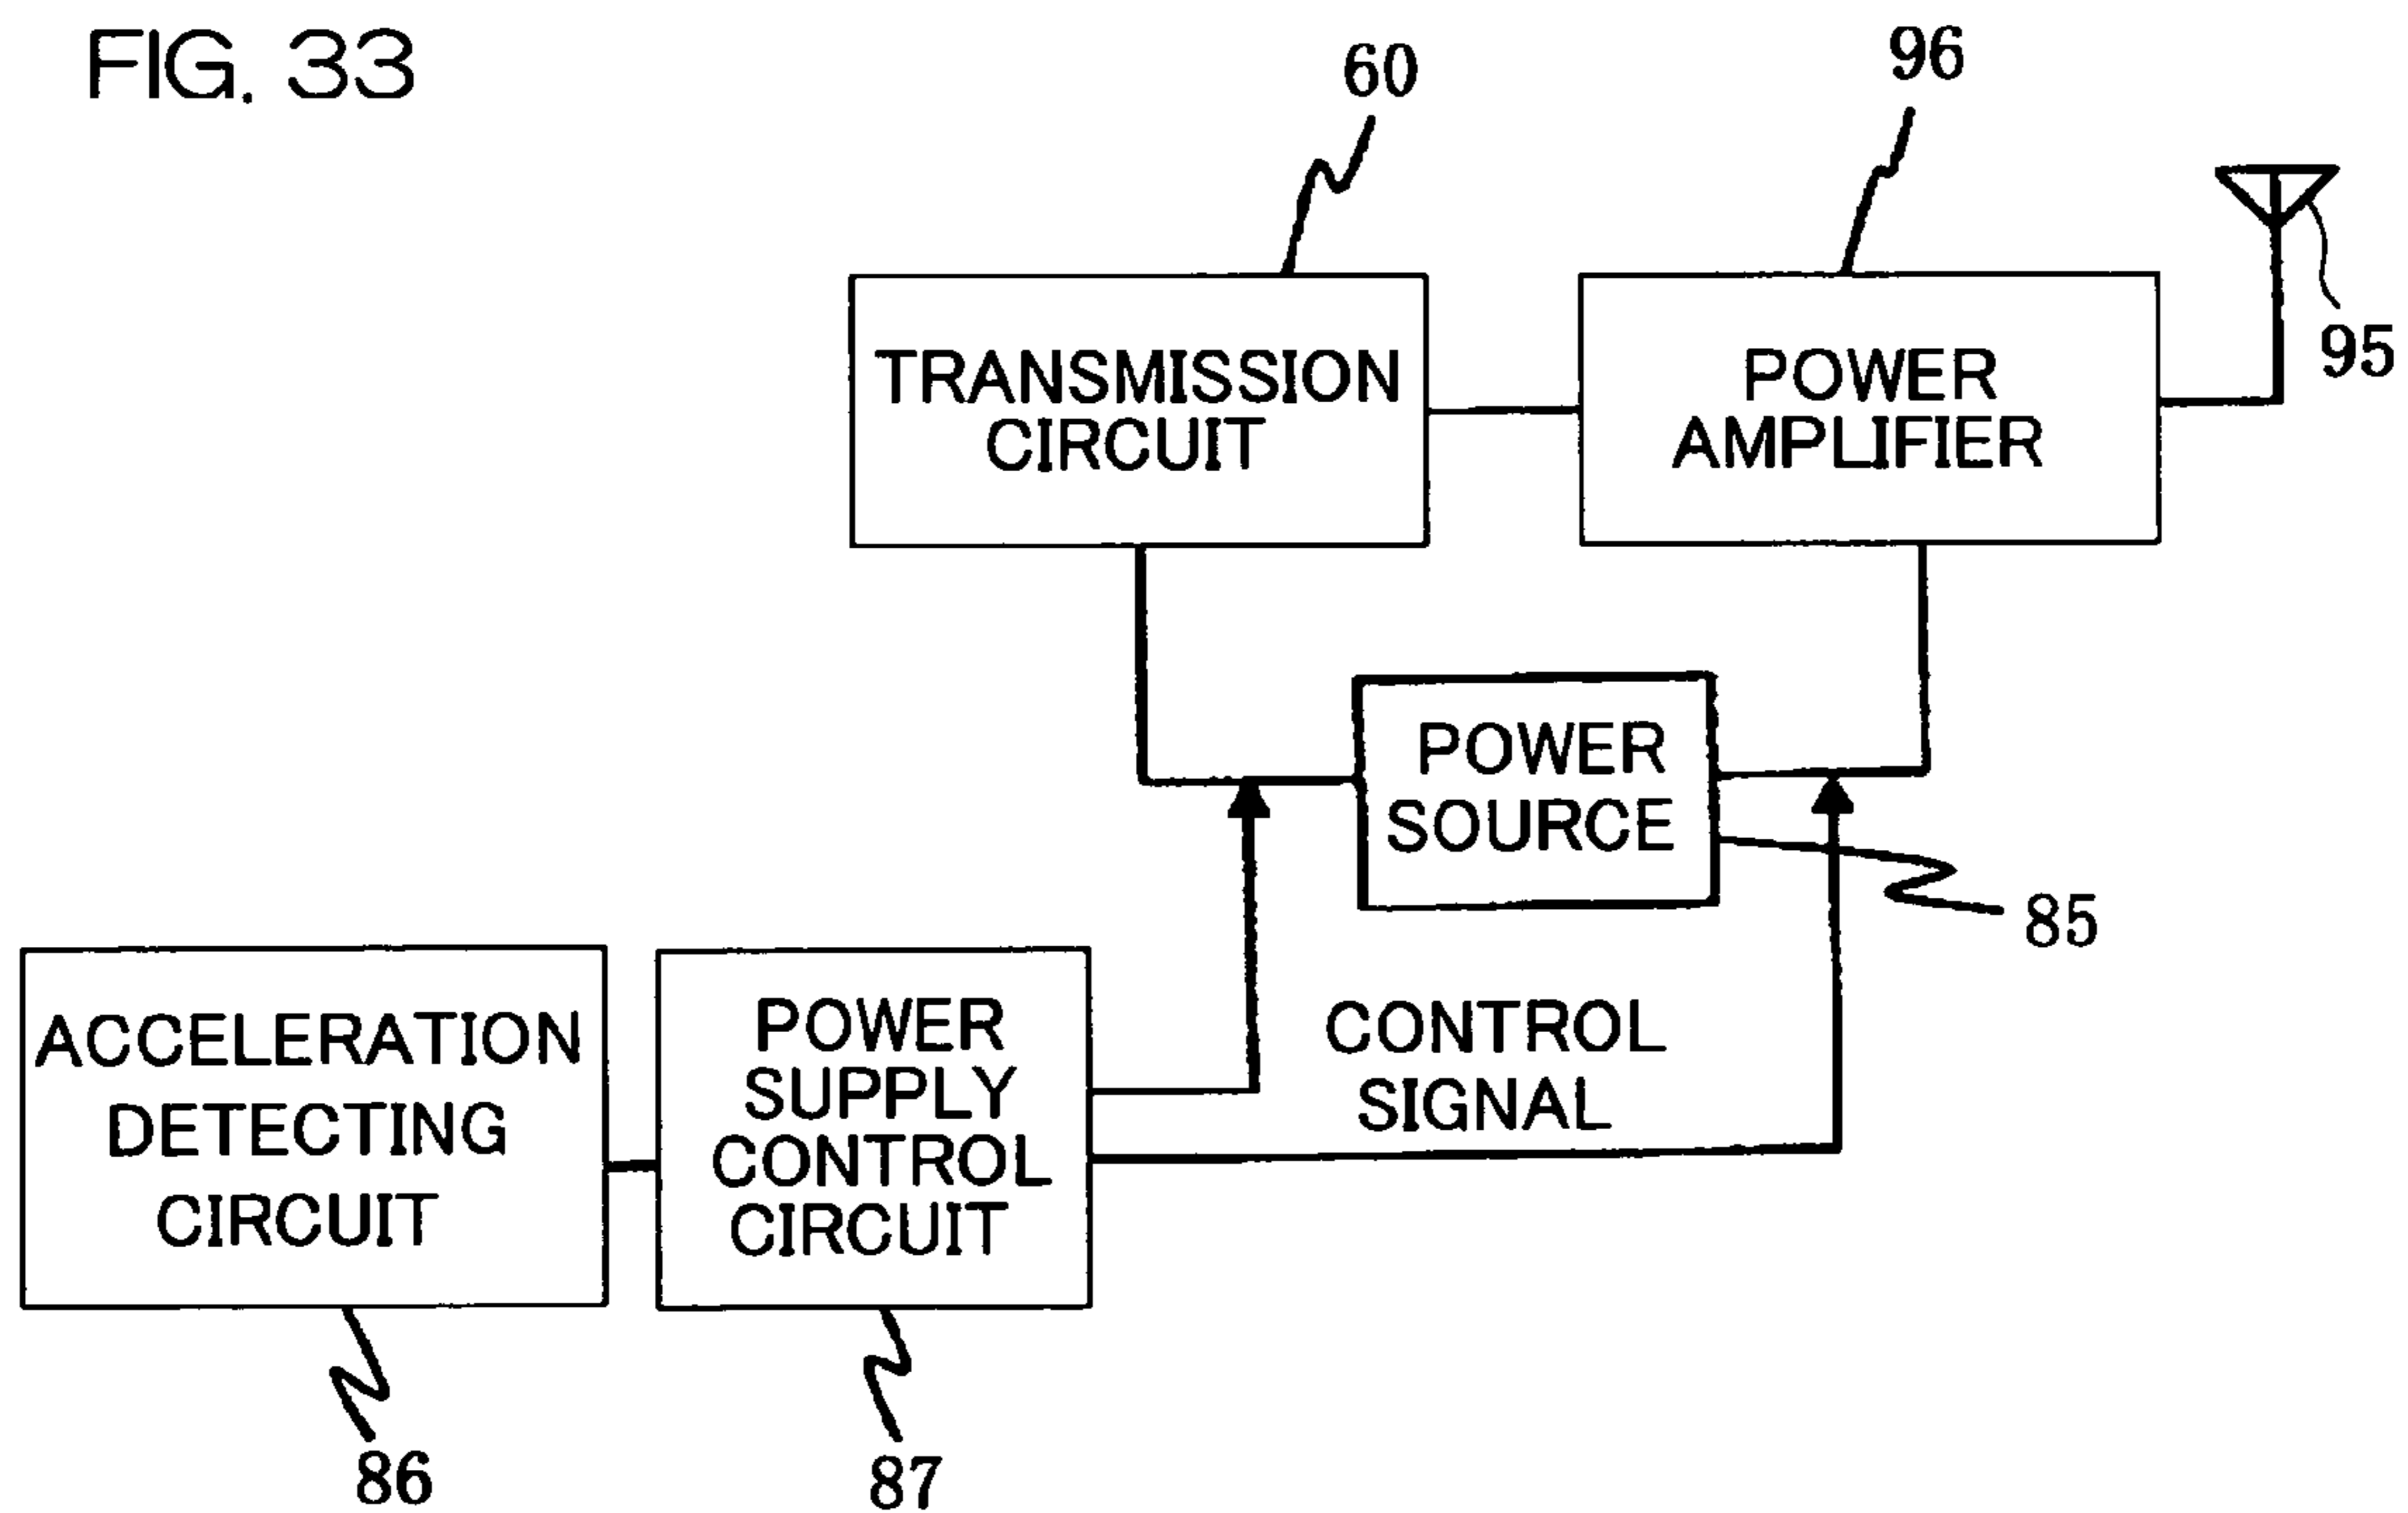 FIG. 33
60
96
95
TRANSMISSION
CIRCUIT
POWER
AMPLIFIER
POWER
SOURCE
85
ACCELERATION
DETECTING
CIRCUIT
POWER
SUPPLY
CONTROL
CIRCUIT
CONTROL
SIGNAL
86
87